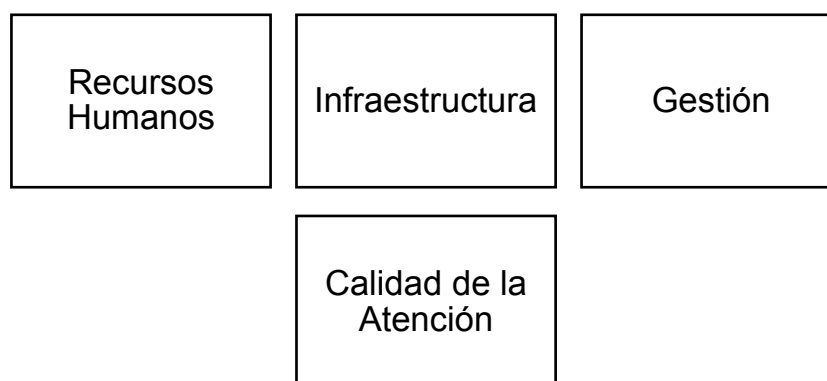 Recursos
Humanos
Infraestructura
Gestión
Calidad de la
Atención